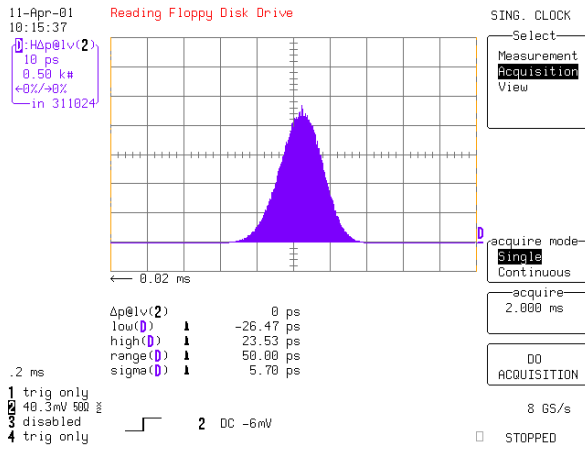 11-Apr-01
10:15:37
Reading Floppy Disk Drive
SING. CLOCK
D:HΔp@lv(2)
10 ps
0.50 k#
←0%/→0%
in 311024
Select
Measurement
Acquisition
View
D
← 0.02 ms
acquire mode
Single
Continuous
acquire
2.000 ms
DO
ACQUISITION
Δp@lv(2) 0 ps
low(D) -26.47 ps
high(D) 23.53 ps
range(D) 50.00 ps
sigma(D) 5.70 ps
.2 ms
1 trig only
2 40.3mV 50Ω
3 disabled
4 trig only
2 DC -6mV
8 GS/s
STOPPED